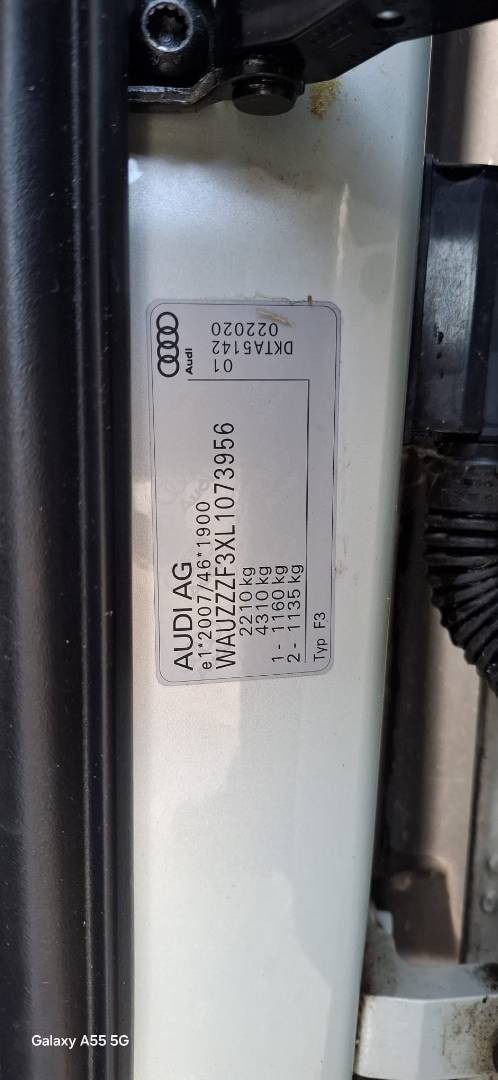 AUDI AG
e1*2007/46*1900
WAUZZZF3XL1073956
2210 kg
4310 kg
1 - 1160 kg
2 - 1135 kg
Typ F3
Audi
01
DKTA5142
022020
Galaxy A55 5G